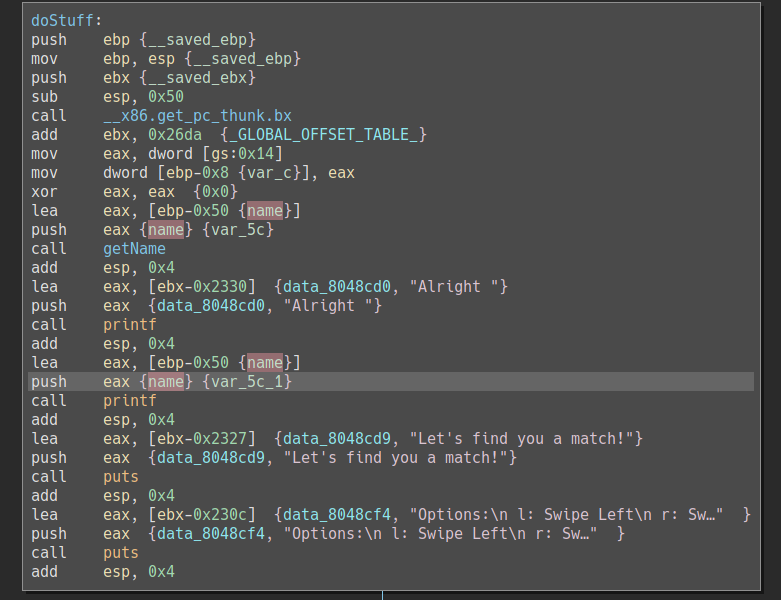 doStuff:
push ebp {__saved_ebp}
mov ebp, esp {__saved_ebp}
push ebx {__saved_ebx}
sub esp, 0x50
call __x86.get_pc_thunk.bx
add ebx, 0x26da {_GLOBAL_OFFSET_TABLE_}
mov eax, dword [gs:0x14]
mov dword [ebp-0x8 {var_c}], eax
xor eax, eax {0x0}
lea eax, [ebp-0x50 {name}]
push eax {name} {var_5c}
call getName
add esp, 0x4
lea eax, [ebx-0x2330] {data_8048cd0, "Alright "}
push eax {data_8048cd0, "Alright "}
call printf
add esp, 0x4
lea eax, [ebp-0x50 {name}]
push eax {name} {var_5c_1}
call printf
add esp, 0x4
lea eax, [ebx-0x2327] {data_8048cd9, "Let's find you a match!"}
push eax {data_8048cd9, "Let's find you a match!"}
call puts
add esp, 0x4
lea eax, [ebx-0x230c] {data_8048cf4, "Options:\n l: Swipe Left\n r: Sw…" }
push eax {data_8048cf4, "Options:\n l: Swipe Left\n r: Sw…" }
call puts
add esp, 0x4